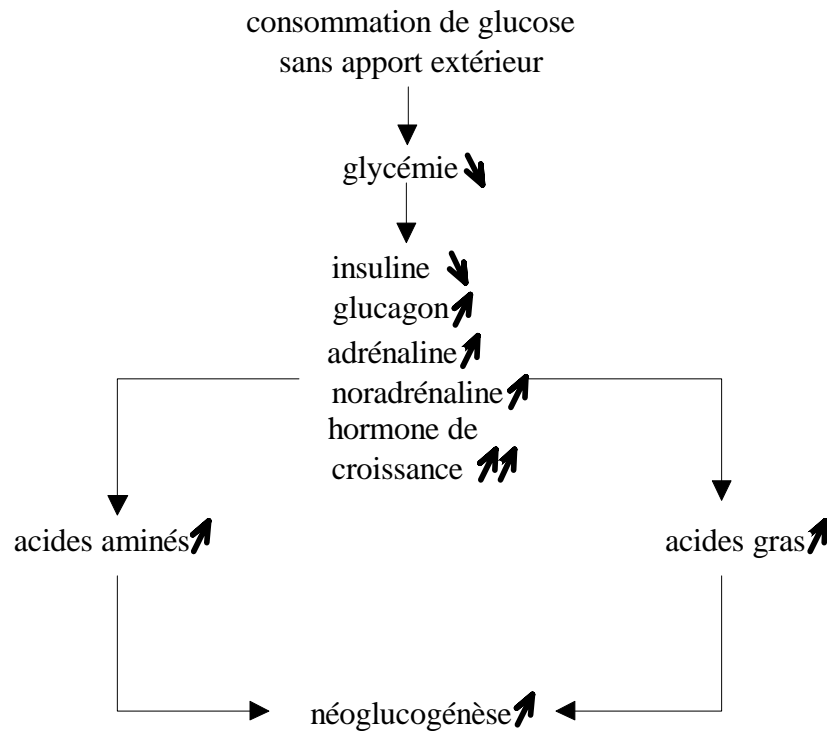 consommation de glucose
sans apport extérieur
glycémie
insuline
glucagon
adrénaline
noradrénaline
hormone de
croissance
acides aminés
acides gras
néoglucogénèse